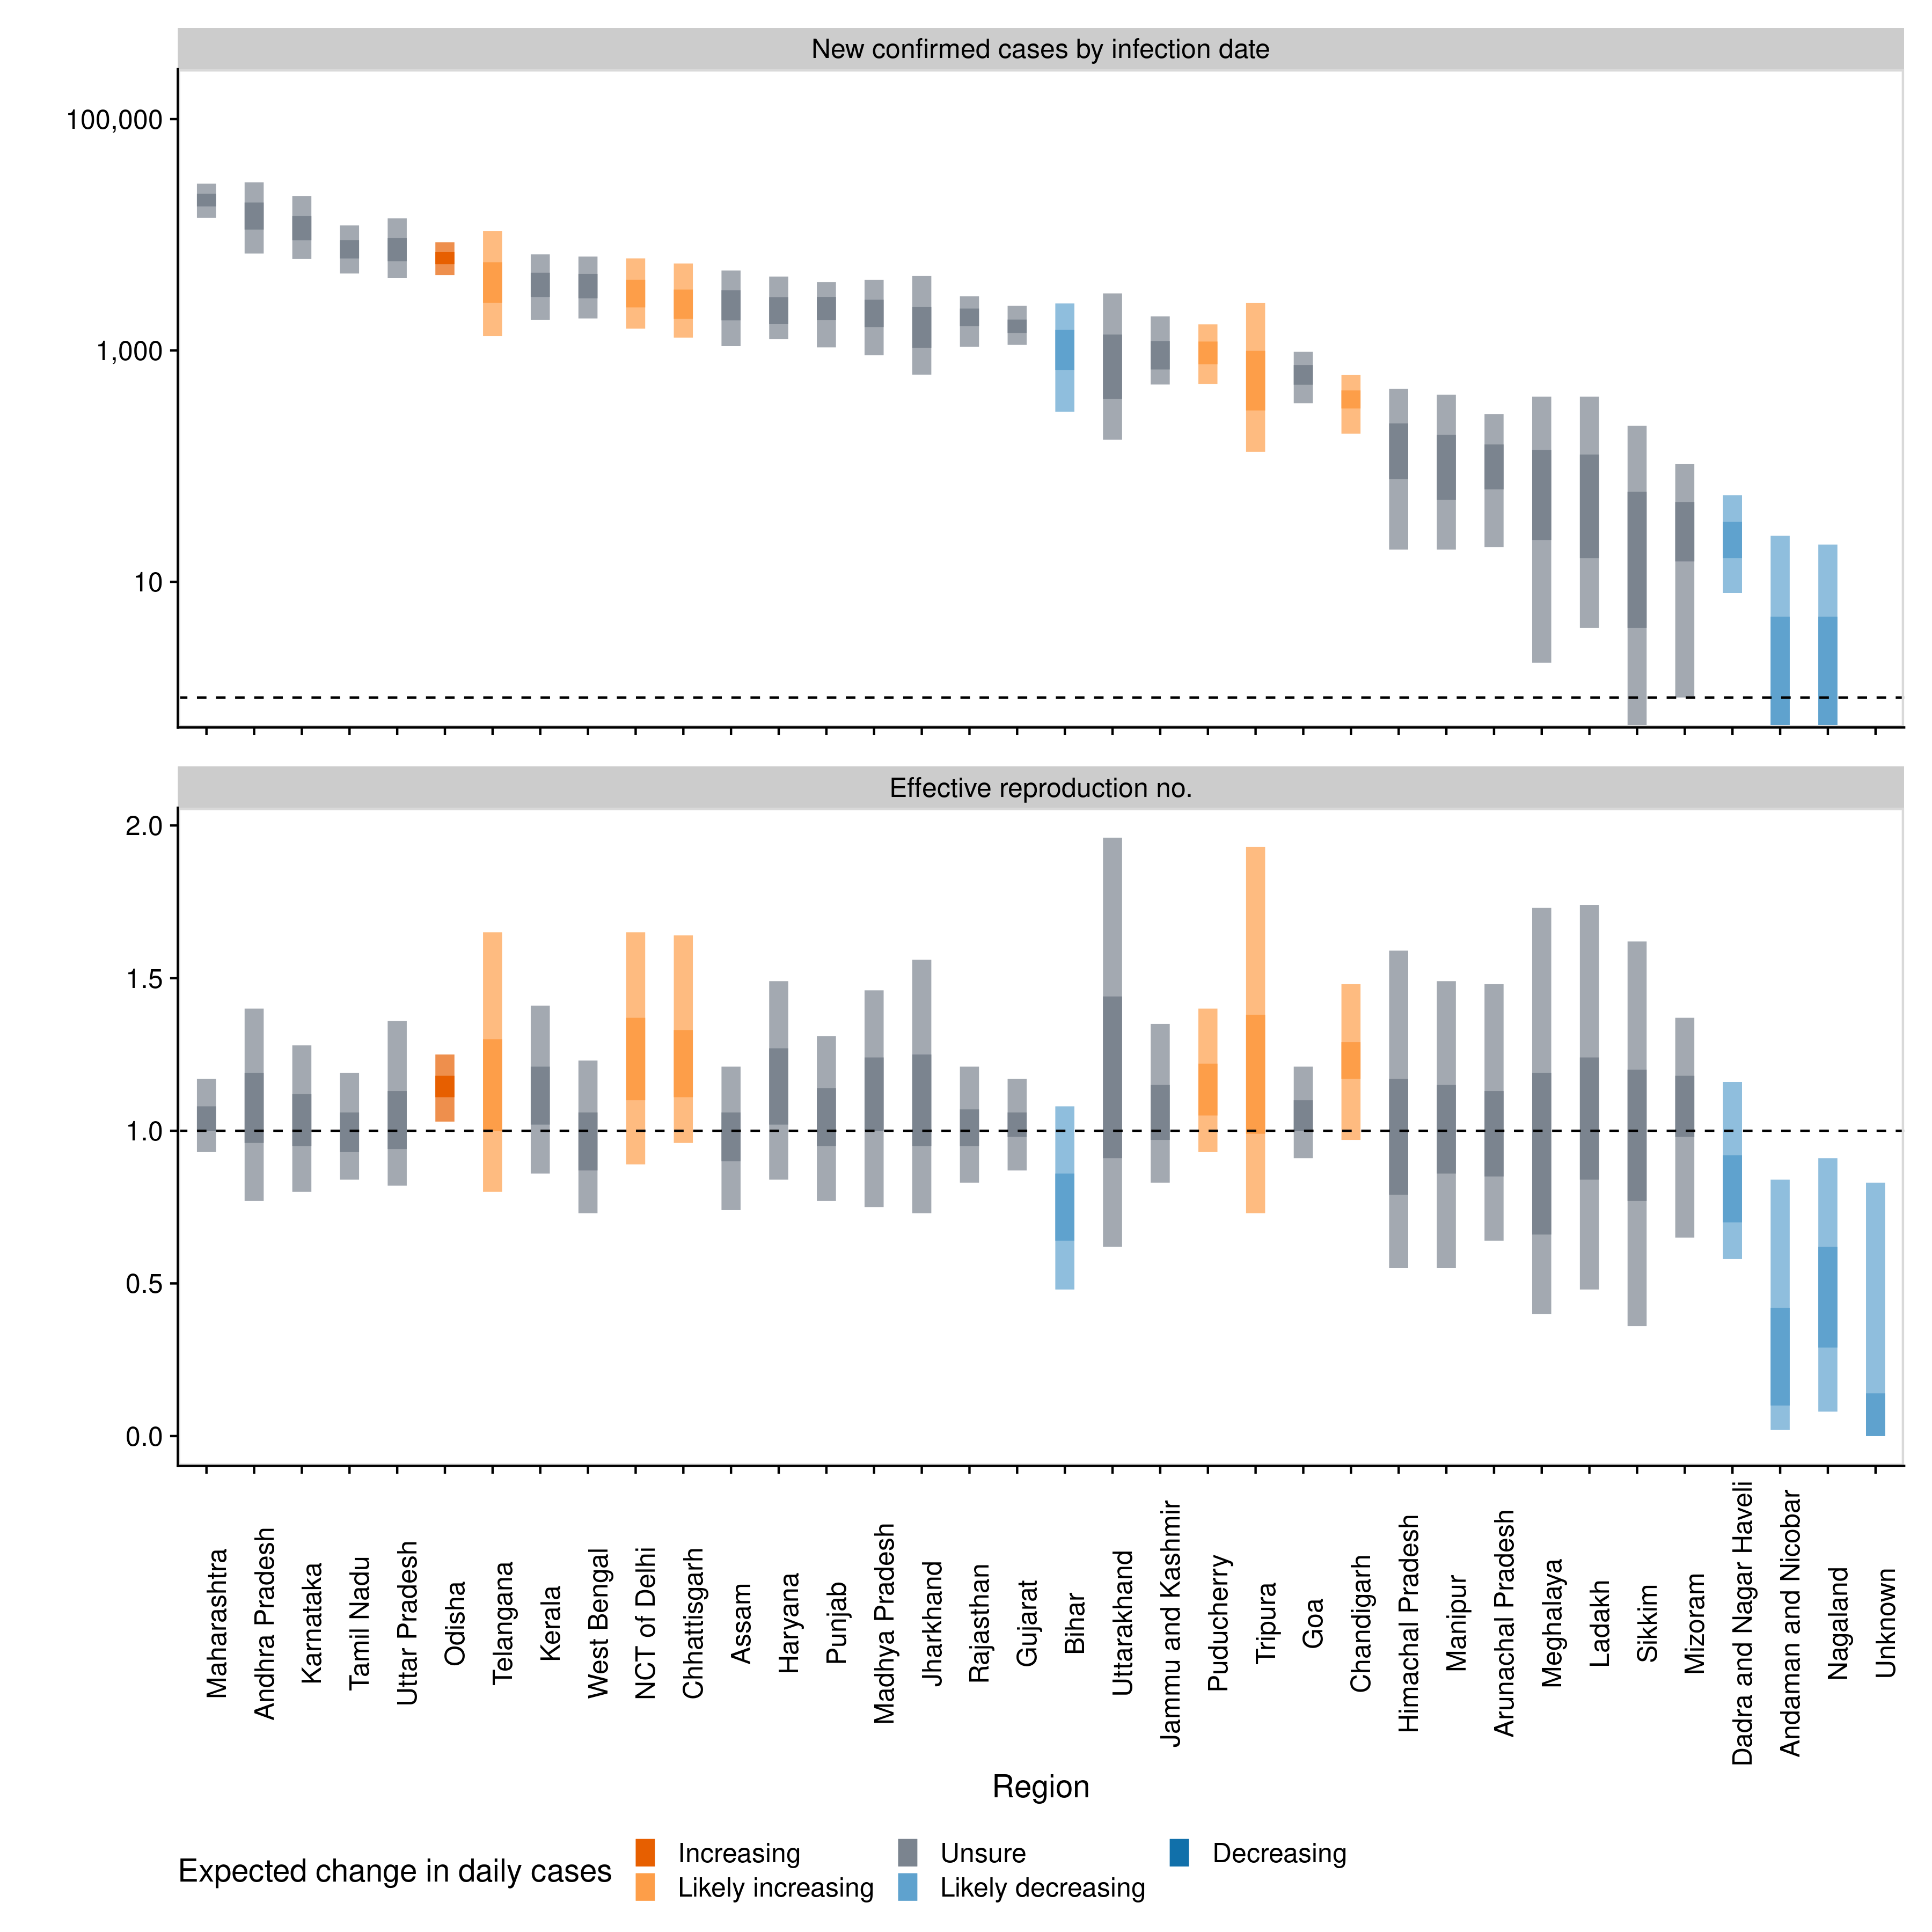 New confirmed cases by infection date
100,000
1,000
10
Effective reproduction no.
2.0
1.5
1.0
0.5
0.0
Maharashtra
Andhra Pradesh
Karnataka
Tamil Nadu
Uttar Pradesh
Odisha
Telangana
Kerala
West Bengal
NCT of Delhi
Chhattisgarh
Assam
Haryana
Punjab
Madhya Pradesh
Jharkhand
Rajasthan
Gujarat
Bihar
Uttarakhand
Jammu and Kashmir
Puducherry
Tripura
Goa
Chandigarh
Himachal Pradesh
Manipur
Arunachal Pradesh
Meghalaya
Ladakh
Sikkim
Mizoram
Dadra and Nagar Haveli
Andaman and Nicobar
Nagaland
Unknown
Region
Expected change in daily cases
Increasing
Likely increasing
Unsure
Likely decreasing
Decreasing